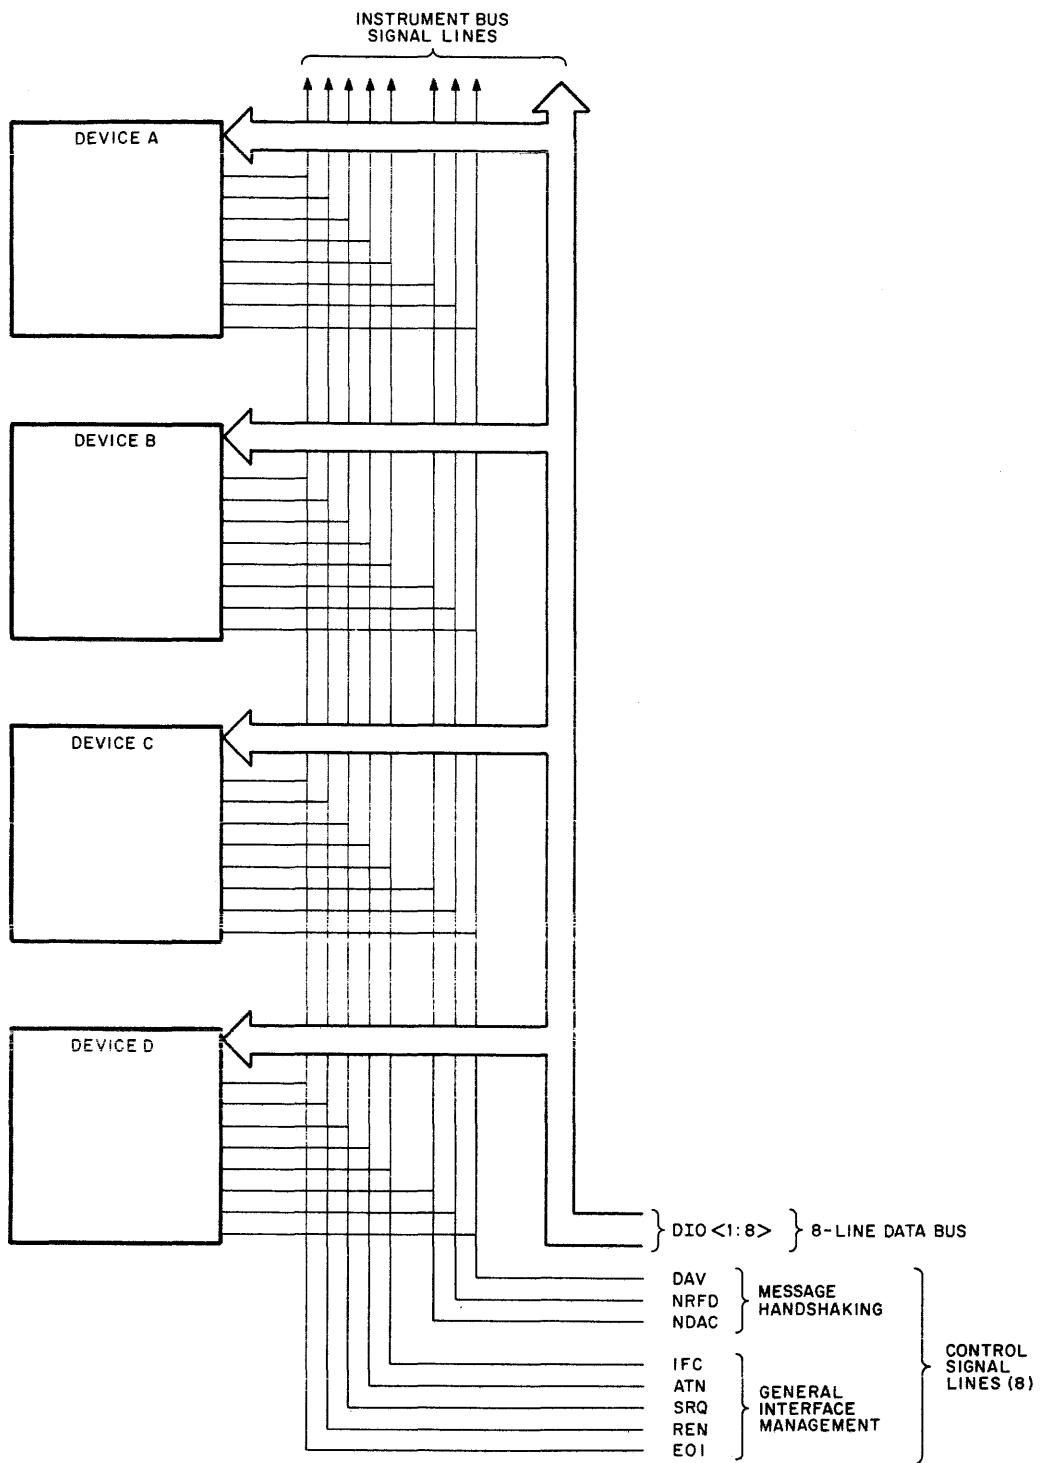 INSTRUMENT BUS
SIGNAL LINES
DEVICE A
DEVICE B
DEVICE C
DEVICE D
DIO <1:8>
8-LINE DATA BUS
DAV
NRFD
NDAC
MESSAGE
HANDSHAKING
IFC
ATN
SRQ
REN
EOI
GENERAL
INTERFACE
MANAGEMENT
CONTROL
SIGNAL
LINES (8)